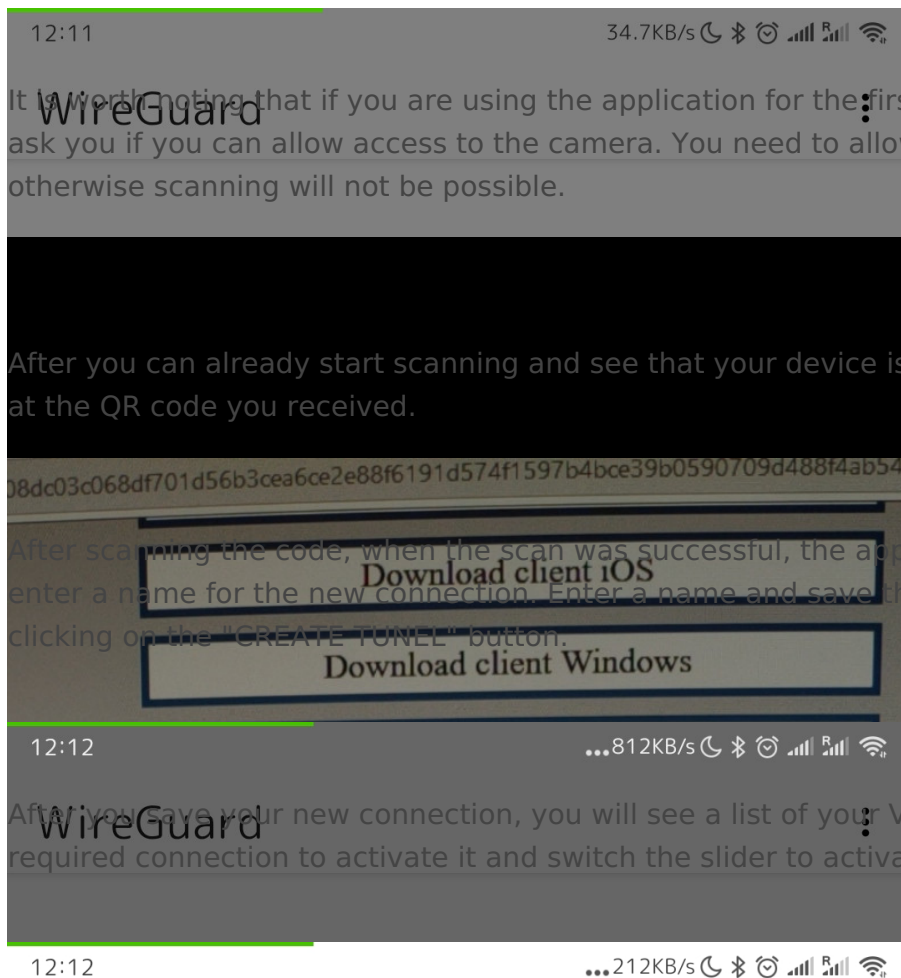 12:11 34.7KB/s
WireGuard
It is worth noting that if you are using the application for the firs
ask you if you can allow access to the camera. You need to allo
otherwise scanning will not be possible.
After you can already start scanning and see that your device is
at the QR code you received.
08dc03c068df701d56b3cea6ce2e88f6191d574f1597b4bce39b0590709d488f4ab54
After scanning the code, when the scan was successful, the app
Download client iOS
enter a name for the new connection. Enter a name and save th
clicking on the "CREATE TUNEL" button.
Download client Windows
12:12 ...812KB/s
WireGuard
After you save your new connection, you will see a list of your V
required connection to activate it and switch the slider to activa
12:12 ...212KB/s